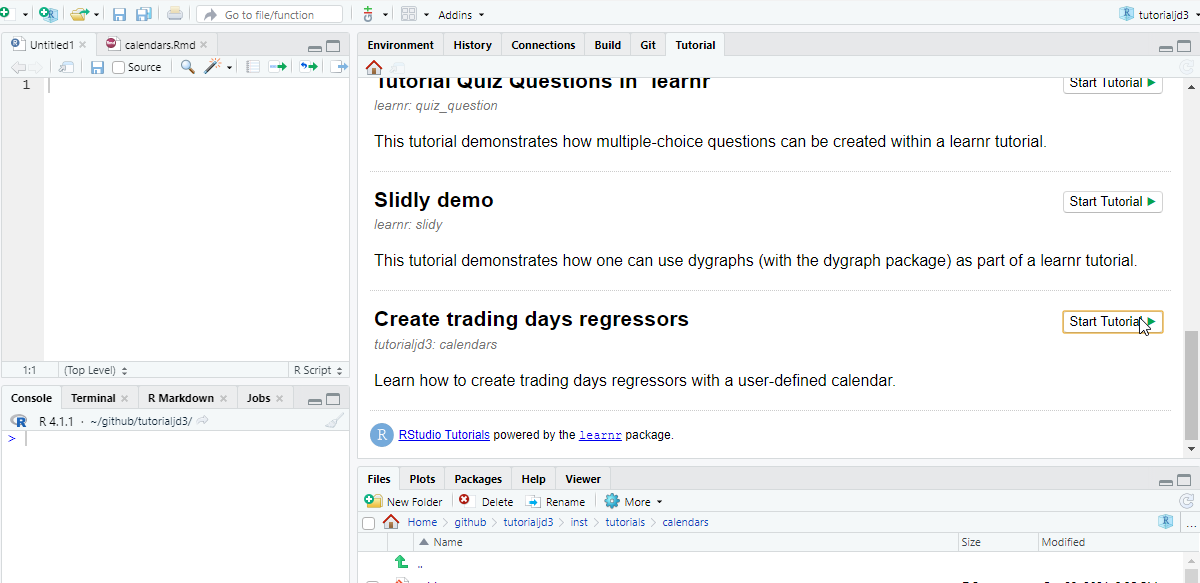 Go to file/function
Addins
tutorialjd3
Untitled1
calendars.Rmd
Source
1
1:1
(Top Level)
R Script
Console
Terminal
R Markdown
Jobs
R 4.1.1 · ~/github/tutorialjd3/
>
Environment
History
Connections
Build
Git
Tutorial
Tutorial Quiz Questions in `learnr`
Start Tutorial
learnr: quiz_question
This tutorial demonstrates how multiple-choice questions can be created within a learnr tutorial.
Slidly demo
Start Tutorial
learnr: slidy
This tutorial demonstrates how one can use dygraphs (with the dygraph package) as part of a learnr tutorial.
Create trading days regressors
Start Tutorial
tutorialjd3: calendars
Learn how to create trading days regressors with a user-defined calendar.
R RStudio Tutorials powered by the learnr package.
Files
Plots
Packages
Help
Viewer
New Folder
Delete
Rename
More
Home
github
tutorialjd3
inst
tutorials
calendars
...
Name
Size
Modified
..